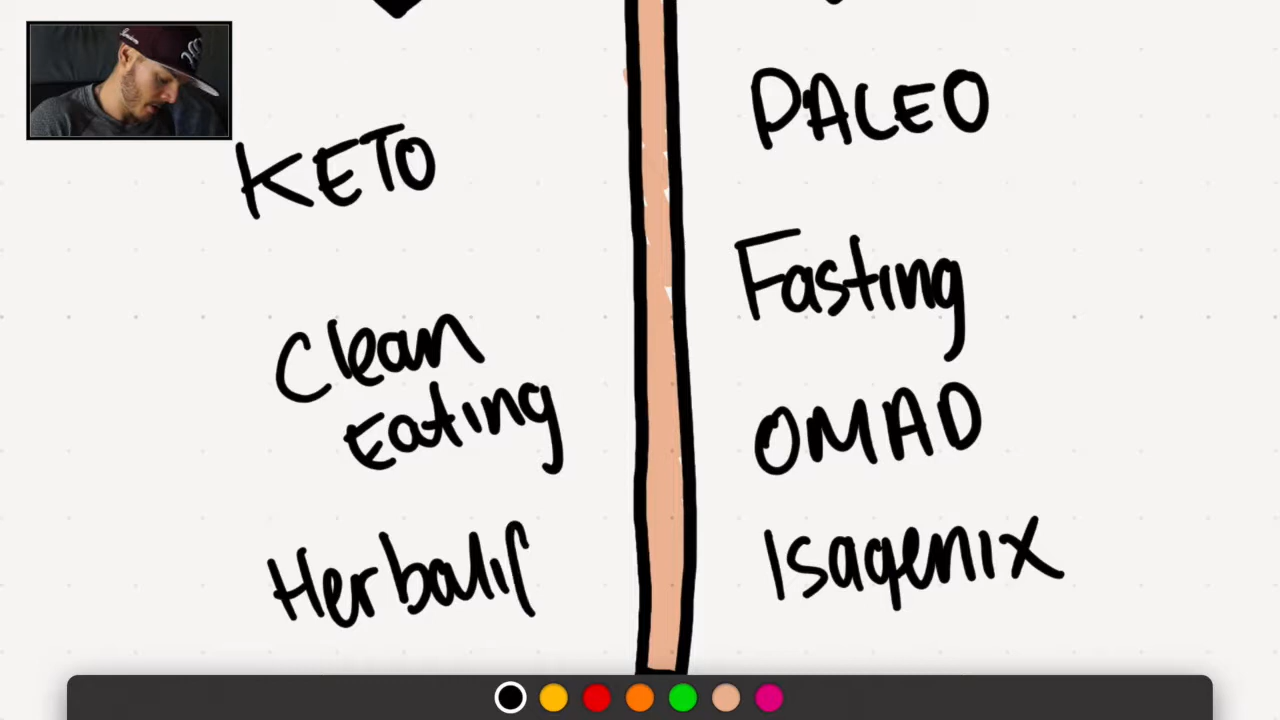 KETO
Clean
Eating
Herbalif
PALEO
Fasting
OMAD
Isagenix